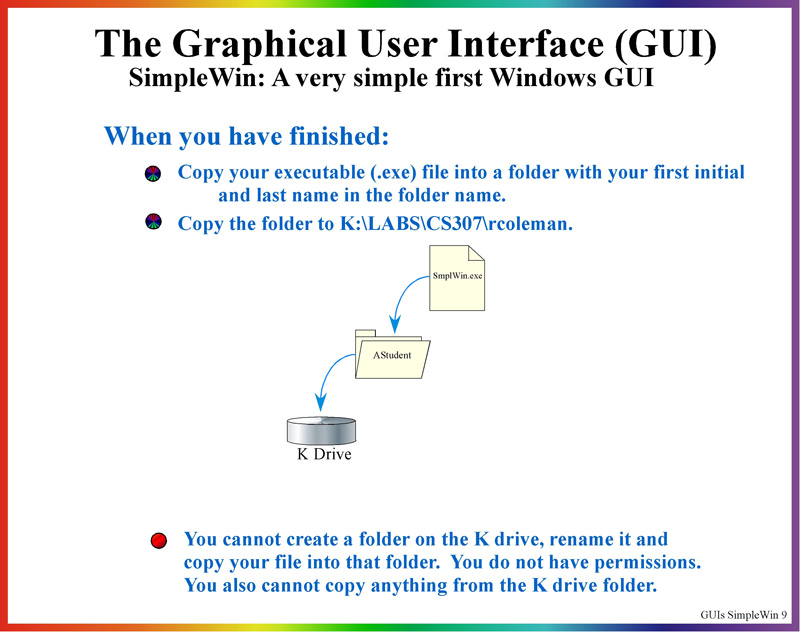 The Graphical User Interface (GUI)
SimpleWin: A very simple first Windows GUI
When you have finished:
Copy your executable (.exe) file into a folder with your first initial
and last name in the folder name.
Copy the folder to K:\LABS\CS307\rcoleman.
SmplWin.exe
AStudent
K Drive
You cannot create a folder on the K drive, rename it and
copy your file into that folder.  You do not have permissions.
You also cannot copy anything from the K drive folder.
GUIs SimpleWin 9